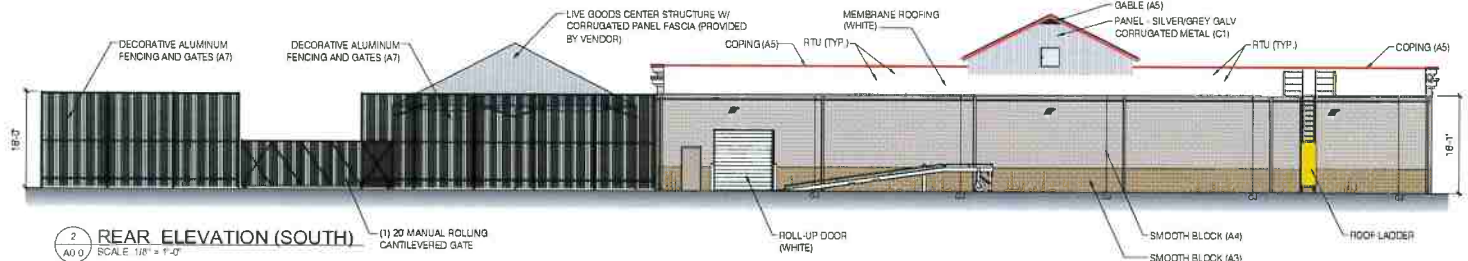 LIVE GOODS CENTER STRUCTURE W/
CORRUGATED PANEL FASCIA (PROVIDED
BY VENDOR)
DECORATIVE ALUMINUM
FENCING AND GATES (A7)
DECORATIVE ALUMINUM
FENCING AND GATES (A7)
MEMBRANE ROOFING
(WHITE)
COPING (A5)
RTU (TYP.)
GABLE (A5)
PANEL - SILVER/GREY GALV
CORRUGATED METAL (C1)
RTU (TYP.)
COPING (A5)
18'-0"
18'-1"
2
A0.0
REAR ELEVATION (SOUTH)
SCALE 1/8" = 1'-0"
(1) 20' MANUAL ROLLING
CANTILEVERED GATE
ROLL-UP DOOR
(WHITE)
SMOOTH BLOCK (A4)
SMOOTH BLOCK (A3)
ROOF LADDER